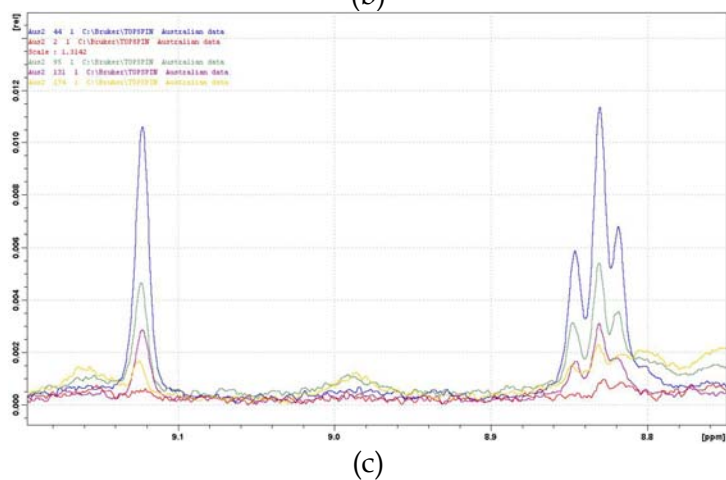 (b)
[rel]
Aus2 44 1 C:\Bruker\TOPSPIN Australian data
Aus2 2 1 C:\Bruker\TOPSPIN Australian data
Scale : 1.3142
Aus2 95 1 C:\Bruker\TOPSPIN Australian data
Aus2 131 1 C:\Bruker\TOPSPIN Australian data
Aus2 174 1 C:\Bruker\TOPSPIN Australian data
0.012
0.010
0.008
0.006
0.004
0.002
0.000
9.1 9.0 8.9 8.8 [ppm]
(c)